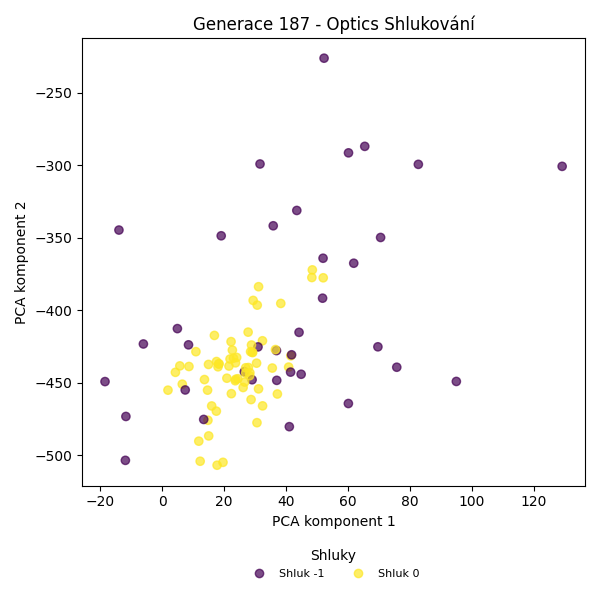 Generace 187 - Optics Shlukování
PCA komponent 2
−250
−300
−350
−400
−450
−500
−20 0 20 40 60 80 100 120
PCA komponent 1
Shluky
Shluk -1 Shluk 0